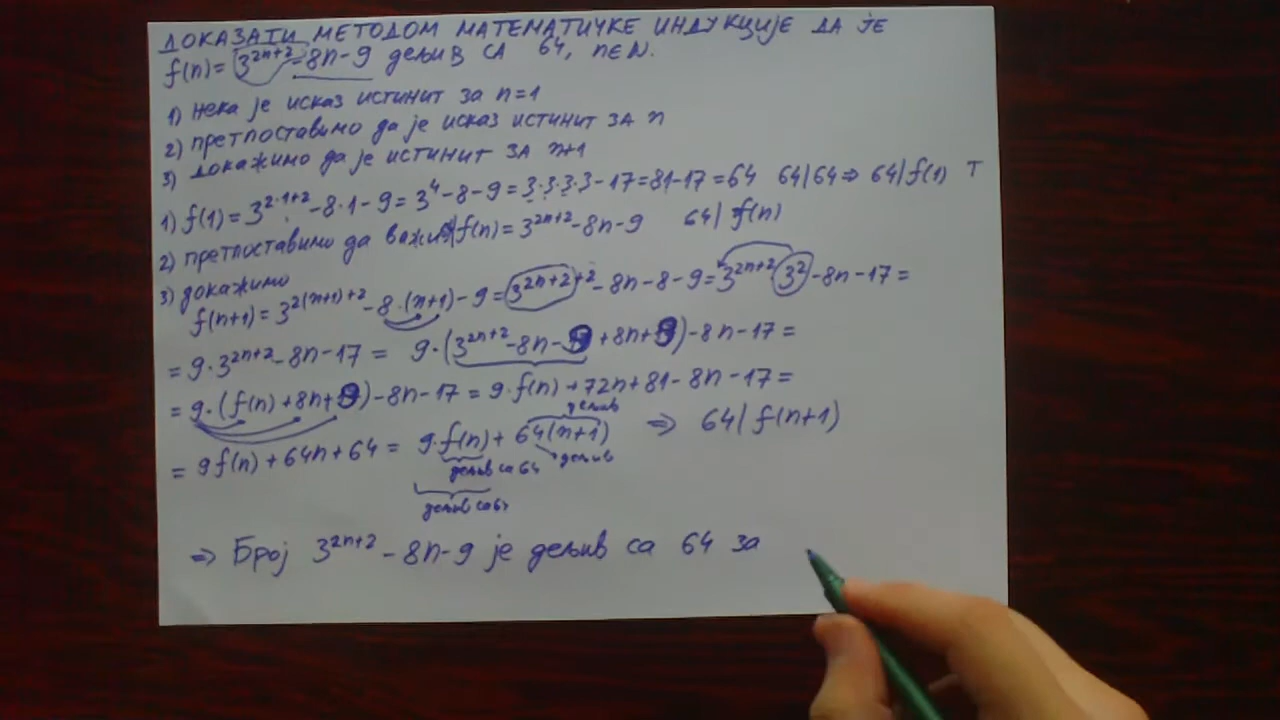 ДОКАЗАТИ МЕТОДОМ МАТЕМАТИЧКЕ ИНДУКЦИЈЕ ДА ЈЕ
f(n)= 3^{2n+2} - 8n - 9 дељив СА 64, n∈N.
1) нека је исказ истинит за n=1
2) претпоставимо да је исказ истинит ЗА n
3) докажимо да је истинит ЗА n+1
1) f(1) = 3^{2·1+2} - 8·1 - 9 = 3^4 - 8 - 9 = 3·3·3·3 - 17 = 81-17 = 64 64|64 ⇒ 64|f(1) T
2) претпоставимо да важи f(n) = 3^{2n+2} - 8n - 9 64|f(n)
3) докажимо
f(n+1) = 3^{2(n+1)+2} - 8·(n+1) - 9 = 3^{2n+2+2} - 8n - 8 - 9 = 3^{2n+2}·3^2 - 8n - 17 =
= 9·3^{2n+2} - 8n - 17 = 9·(3^{2n+2} - 8n - 9 + 8n + 9) - 8n - 17 =
= 9·(f(n) + 8n + 9) - 8n - 17 = 9·f(n) + 72n + 81 - 8n - 17 =
дељив
= 9f(n) + 64n + 64 = 9·f(n) + 64(n+1) ⇒ 64|f(n+1)
дељив са 64 дељив
дељив са 64
⇒ Број 3^{2n+2} - 8n - 9 је дељив са 64 за